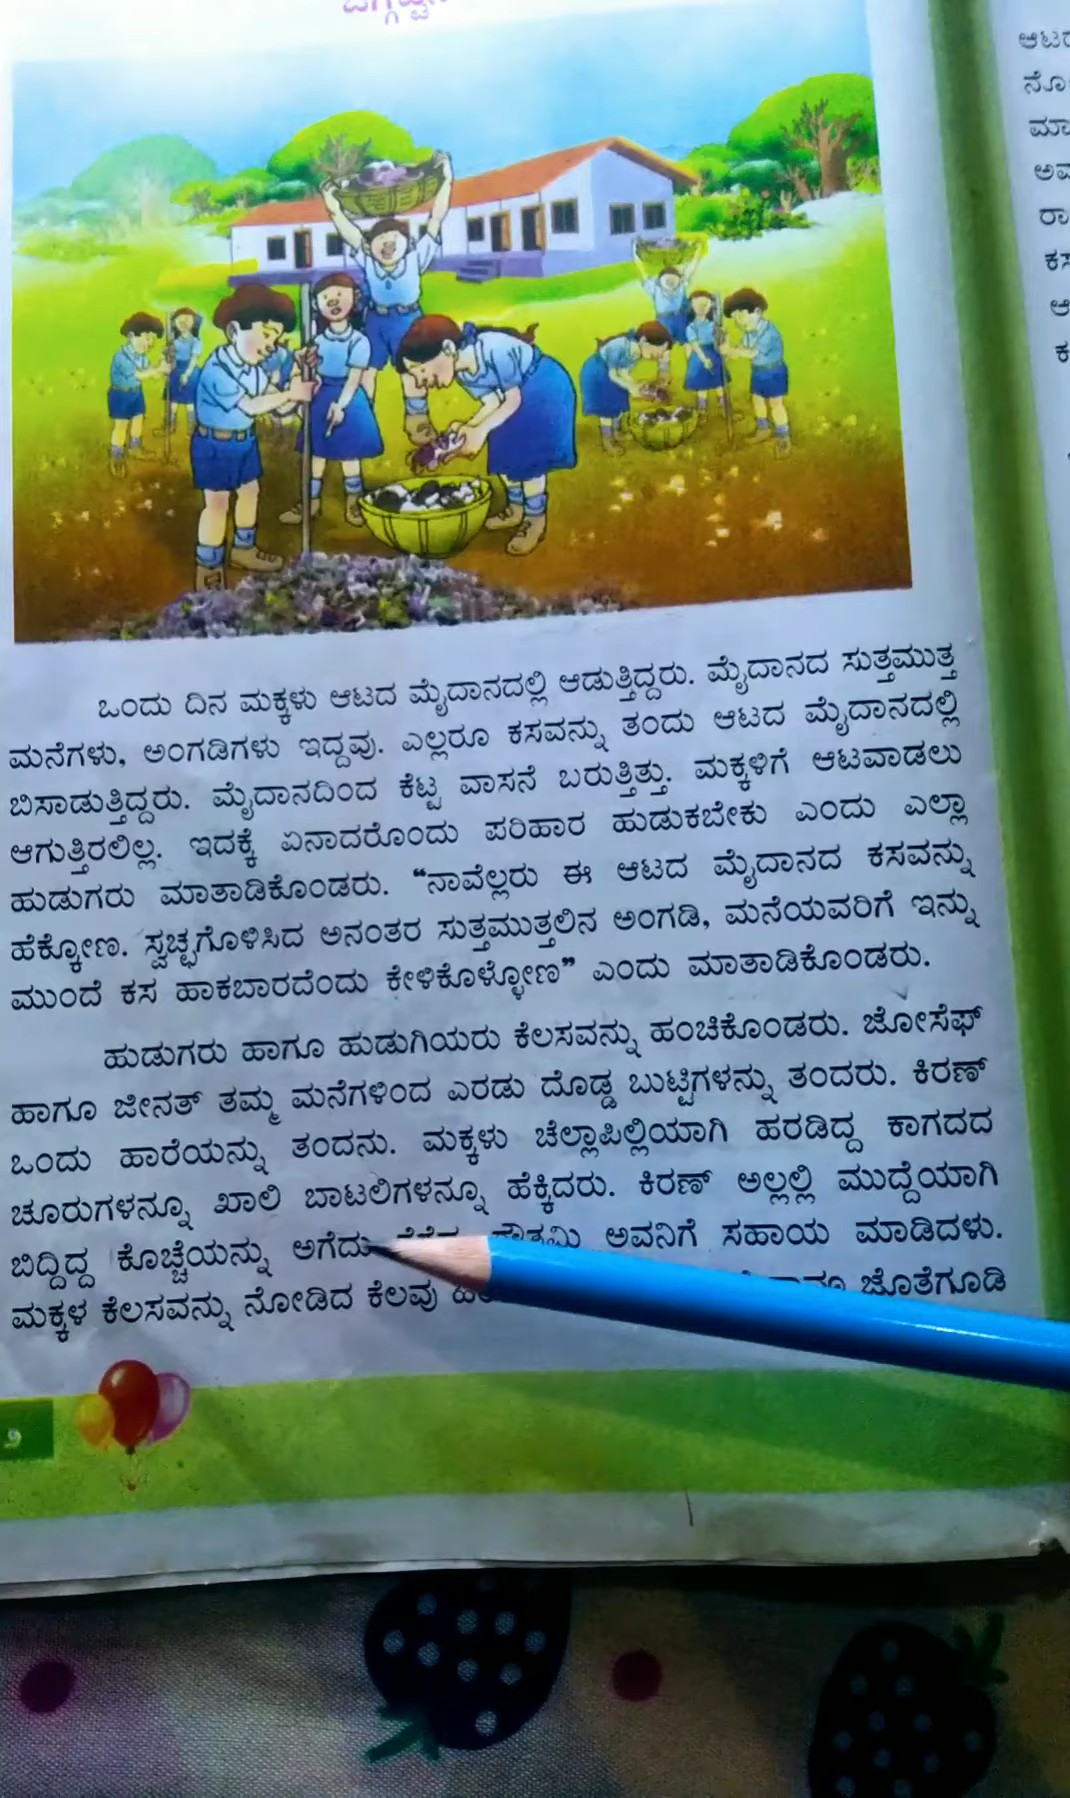 ಒಂದು ದಿನ ಮಕ್ಕಳು ಆಟದ ಮೈದಾನದಲ್ಲಿ ಆಡುತ್ತಿದ್ದರು. ಮೈದಾನದ ಸುತ್ತಮುತ್ತ
ಮನೆಗಳು, ಅಂಗಡಿಗಳು ಇದ್ದವು. ಎಲ್ಲರೂ ಕಸವನ್ನು ತಂದು ಆಟದ ಮೈದಾನದಲ್ಲಿ
ಬಿಸಾಡುತ್ತಿದ್ದರು. ಮೈದಾನದಿಂದ ಕೆಟ್ಟ ವಾಸನೆ ಬರುತ್ತಿತ್ತು. ಮಕ್ಕಳಿಗೆ ಆಟವಾಡಲು
ಆಗುತ್ತಿರಲಿಲ್ಲ. ಇದಕ್ಕೆ ಏನಾದರೊಂದು ಪರಿಹಾರ ಹುಡುಕಬೇಕು ಎಂದು ಎಲ್ಲಾ
ಹುಡುಗರು ಮಾತಾಡಿಕೊಂಡರು. “ನಾವೆಲ್ಲರು ಈ ಆಟದ ಮೈದಾನದ ಕಸವನ್ನು
ಹೆಕ್ಕೋಣ. ಸ್ವಚ್ಛಗೊಳಿಸಿದ ಅನಂತರ ಸುತ್ತಮುತ್ತಲಿನ ಅಂಗಡಿ, ಮನೆಯವರಿಗೆ ಇನ್ನು
ಮುಂದೆ ಕಸ ಹಾಕಬಾರದೆಂದು ಕೇಳಿಕೊಳ್ಳೋಣ” ಎಂದು ಮಾತಾಡಿಕೊಂಡರು.
ಹುಡುಗರು ಹಾಗೂ ಹುಡುಗಿಯರು ಕೆಲಸವನ್ನು ಹಂಚಿಕೊಂಡರು. ಜೋಸೆಫ್
ಹಾಗೂ ಜೀನತ್ ತಮ್ಮ ಮನೆಗಳಿಂದ ಎರಡು ದೊಡ್ಡ ಬುಟ್ಟಿಗಳನ್ನು ತಂದರು. ಕಿರಣ್
ಒಂದು ಹಾರೆಯನ್ನು ತಂದನು. ಮಕ್ಕಳು ಚೆಲ್ಲಾಪಿಲ್ಲಿಯಾಗಿ ಹರಡಿದ್ದ ಕಾಗದದ
ಚೂರುಗಳನ್ನೂ ಖಾಲಿ ಬಾಟಲಿಗಳನ್ನೂ ಹೆಕ್ಕಿದರು. ಕಿರಣ್ ಅಲ್ಲಲ್ಲಿ ಮುದ್ದೆಯಾಗಿ
ಬಿದ್ದಿದ್ದ ಕೊಚ್ಚೆಯನ್ನು ಅಗೆದು ಗೌತಮಿ ಅವನಿಗೆ ಸಹಾಯ ಮಾಡಿದಳು.
ಮಕ್ಕಳ ಕೆಲಸವನ್ನು ನೋಡಿದ ಕೆಲವು ಜೊತೆಗೂಡಿ